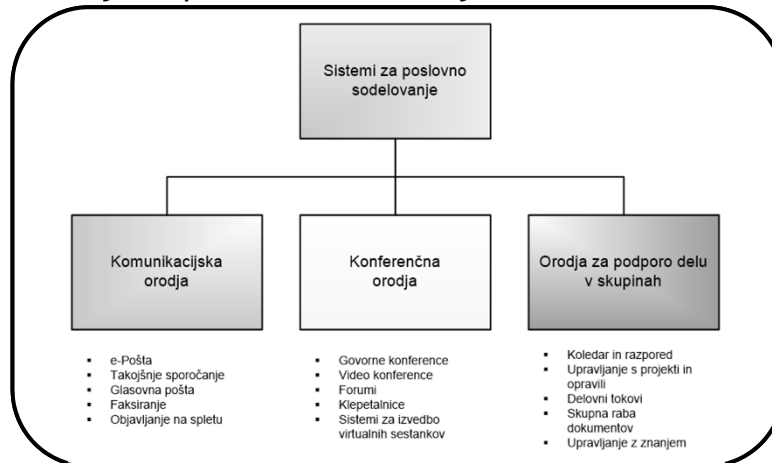 Sistemi za poslovno
sodelovanje
Komunikacijska
orodja
Konferenčna
orodja
Orodja za podporo delu
v skupinah
▪ e-Pošta
▪ Takojšnje sporočanje
▪ Glasovna pošta
▪ Faksiranje
▪ Objavljanje na spletu
▪ Govorne konference
▪ Video konference
▪ Forumi
▪ Klepetalnice
▪ Sistemi za izvedbo
virtualnih sestankov
▪ Koledar in razpored
▪ Upravljanje s projekti in
opravili
▪ Delovni tokovi
▪ Skupna raba
dokumentov
▪ Upravljanje z znanjem